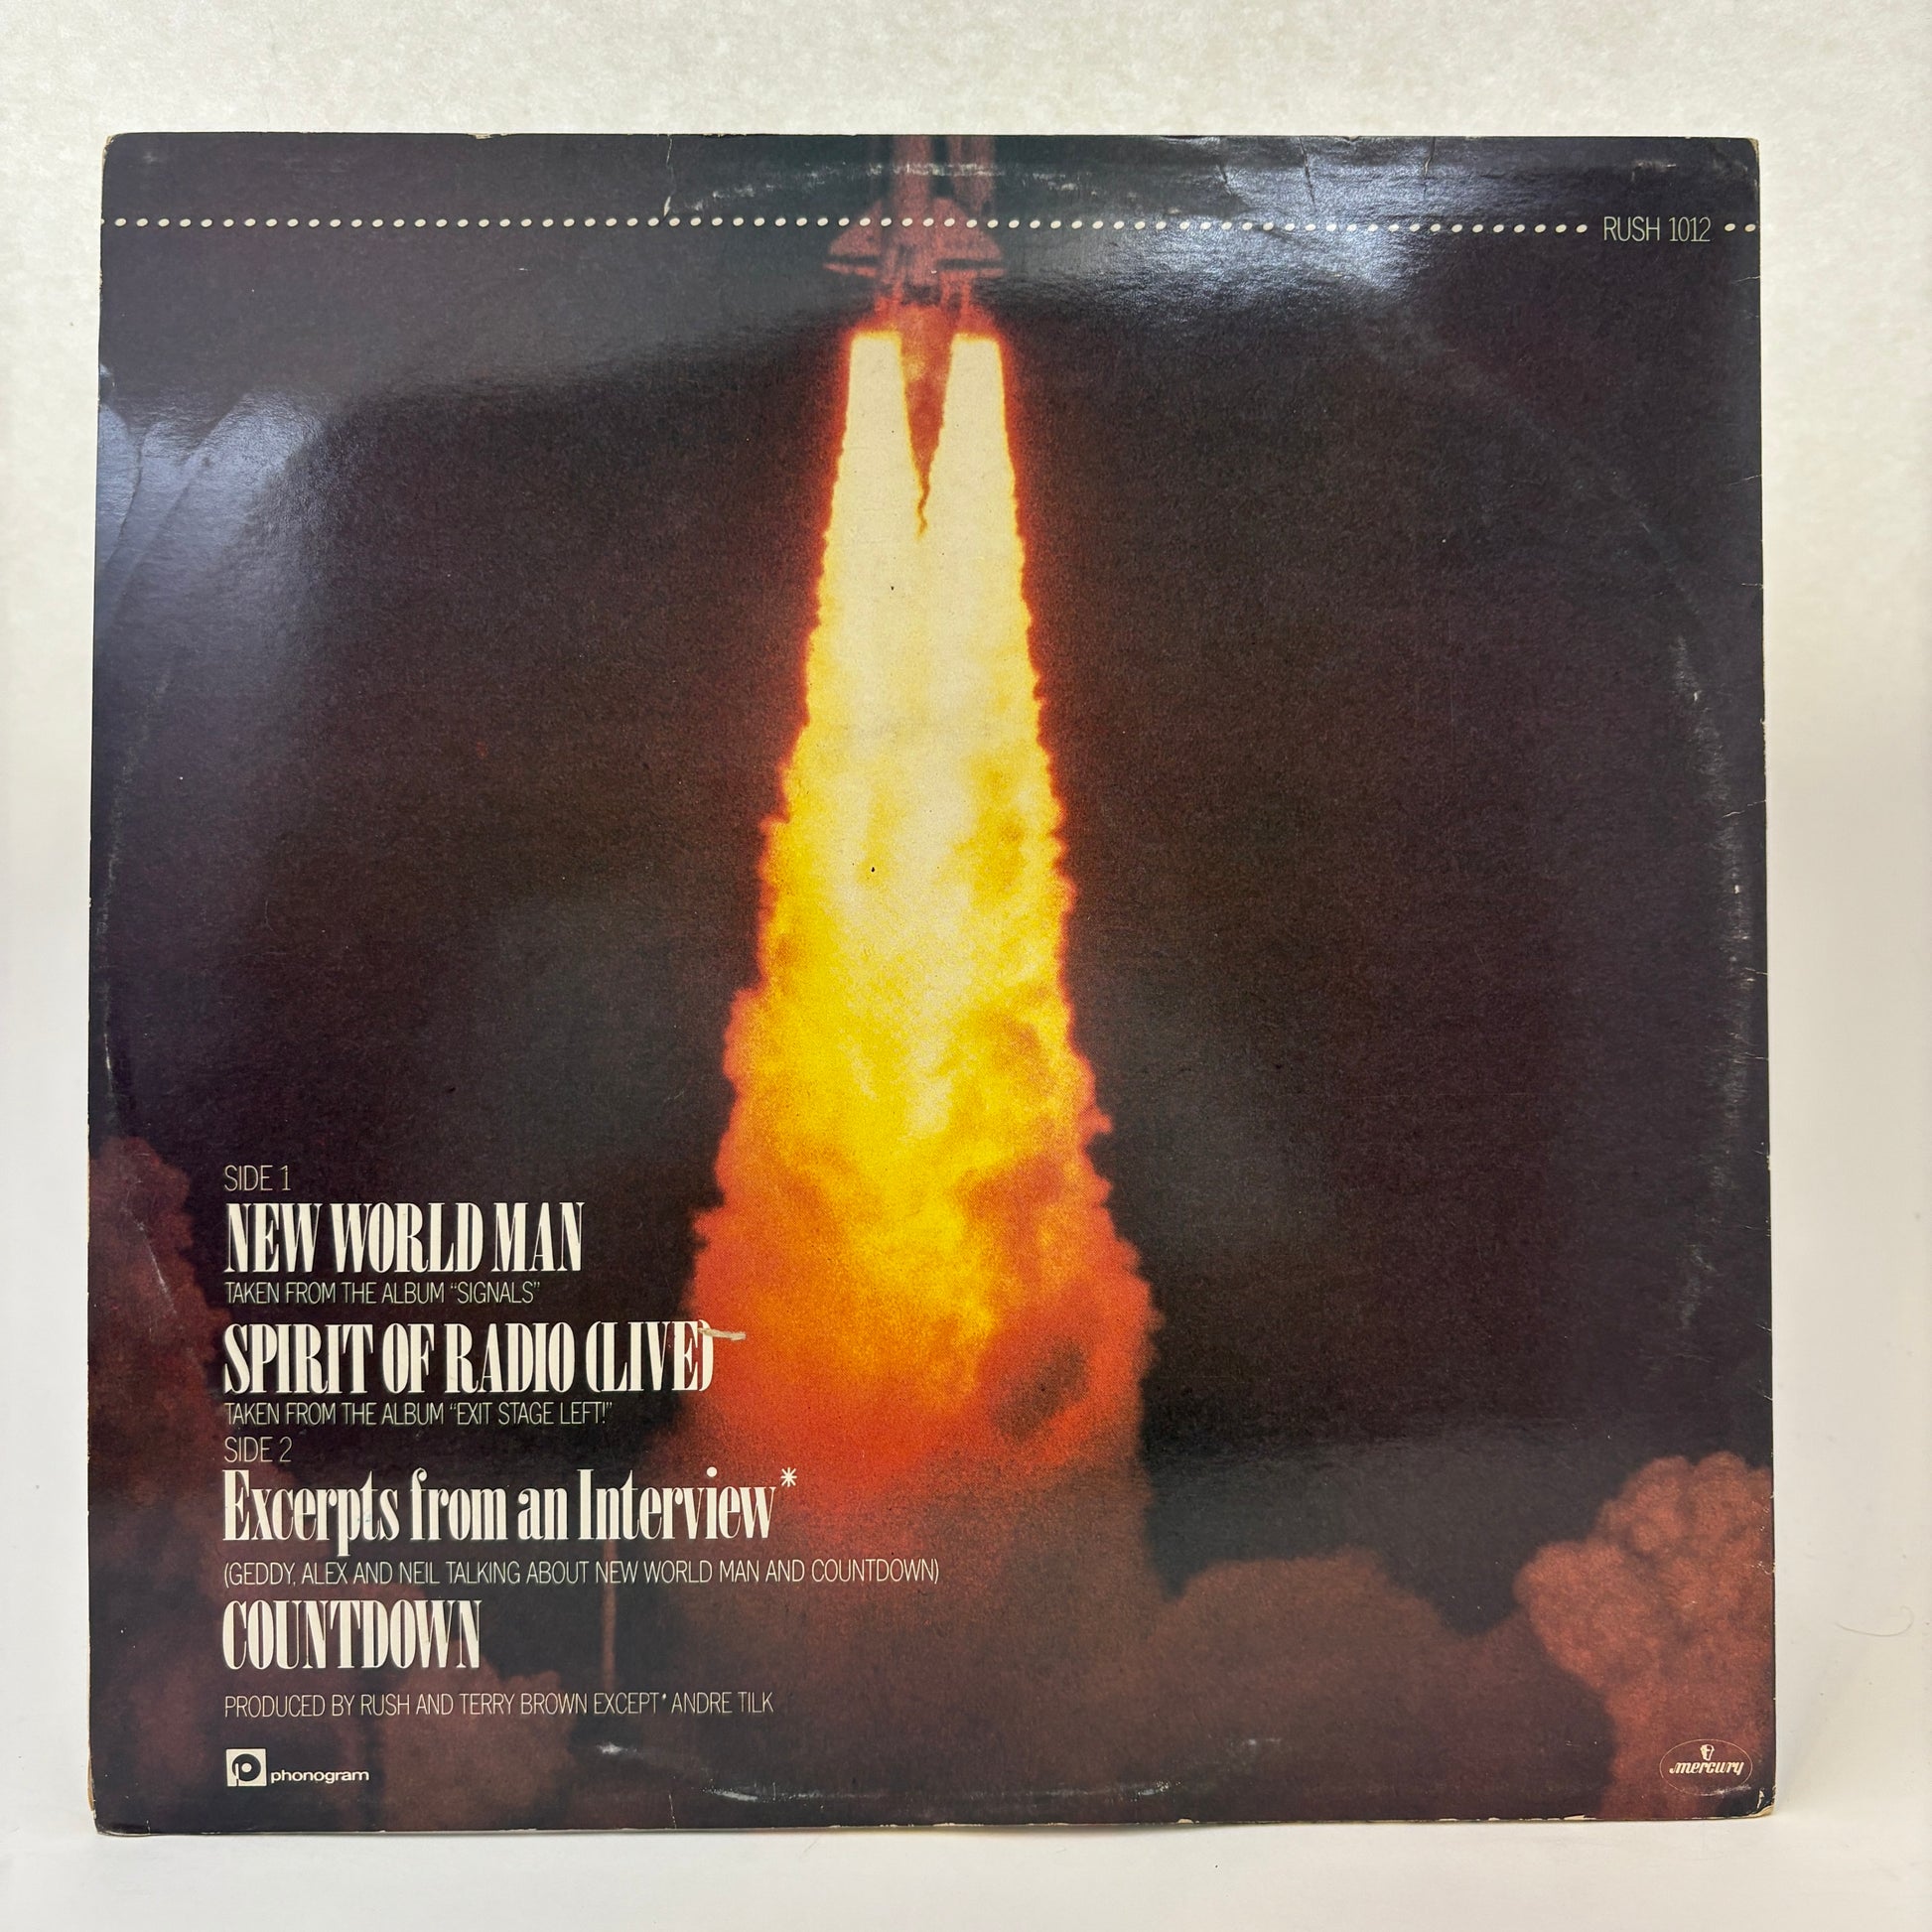 RUSH 1012
SIDE 1
NEW WORLD MAN
TAKEN FROM THE ALBUM “SIGNALS”
SPIRIT OF RADIO (LIVE)
TAKEN FROM THE ALBUM “EXIT STAGE LEFT!”
SIDE 2
Excerpts from an Interview*
(GEDDY, ALEX AND NEIL TALKING ABOUT NEW WORLD MAN AND COUNTDOWN)
COUNTDOWN
PRODUCED BY RUSH AND TERRY BROWN EXCEPT * ANDRE TILK
phonogram
mercury